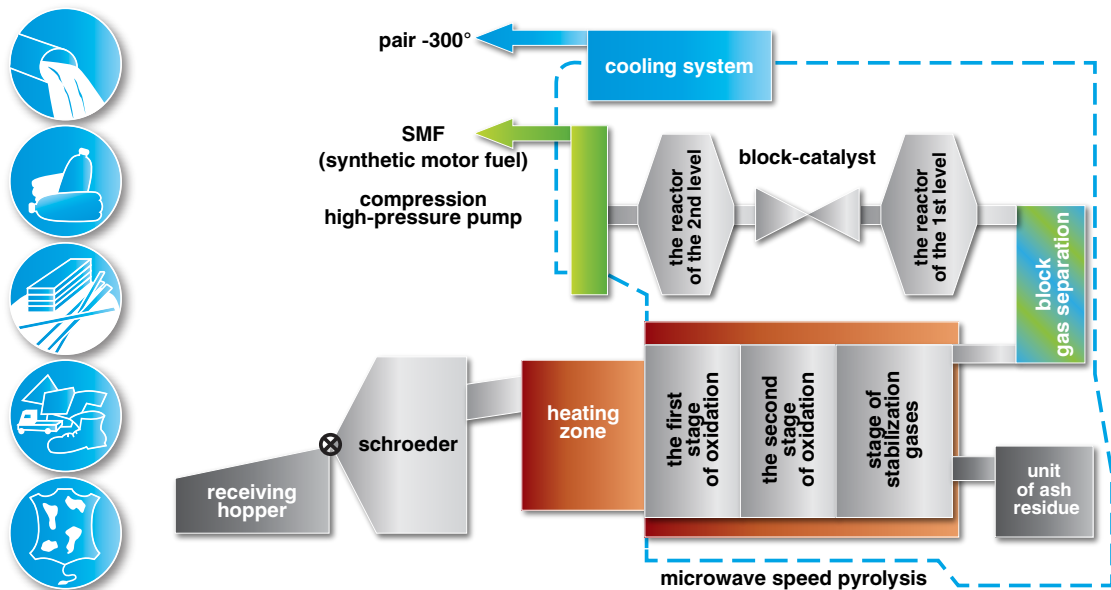 pair -300°
cooling system
SMF
(synthetic motor fuel)
compression
high-pressure pump
the reactor
of the 2nd level
block-catalyst
the reactor
of the 1st level
block
gas separation
receiving
hopper
schroeder
heating
zone
the first
stage
of oxidation
the second
stage
of oxidation
stage of
stabilization
gases
unit
of ash
residue
microwave speed pyrolysis